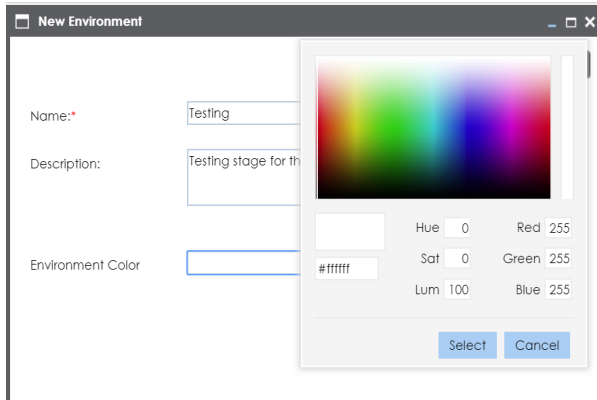 New Environment
Name:*
Testing
Description:
Testing stage for th
Environment Color
#ffffff
Hue 0
Red 255
Sat 0
Green 255
Lum 100
Blue 255
Select
Cancel